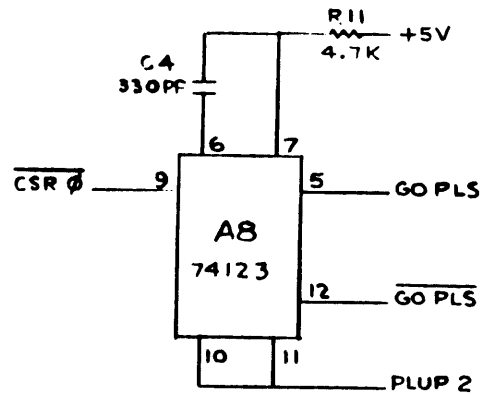 R11
4.7K
+5V
C4
330PF
6
7
CSR Ø
9
5
GO PLS
A8
74123
12
GO PLS
10
11
PLUP 2